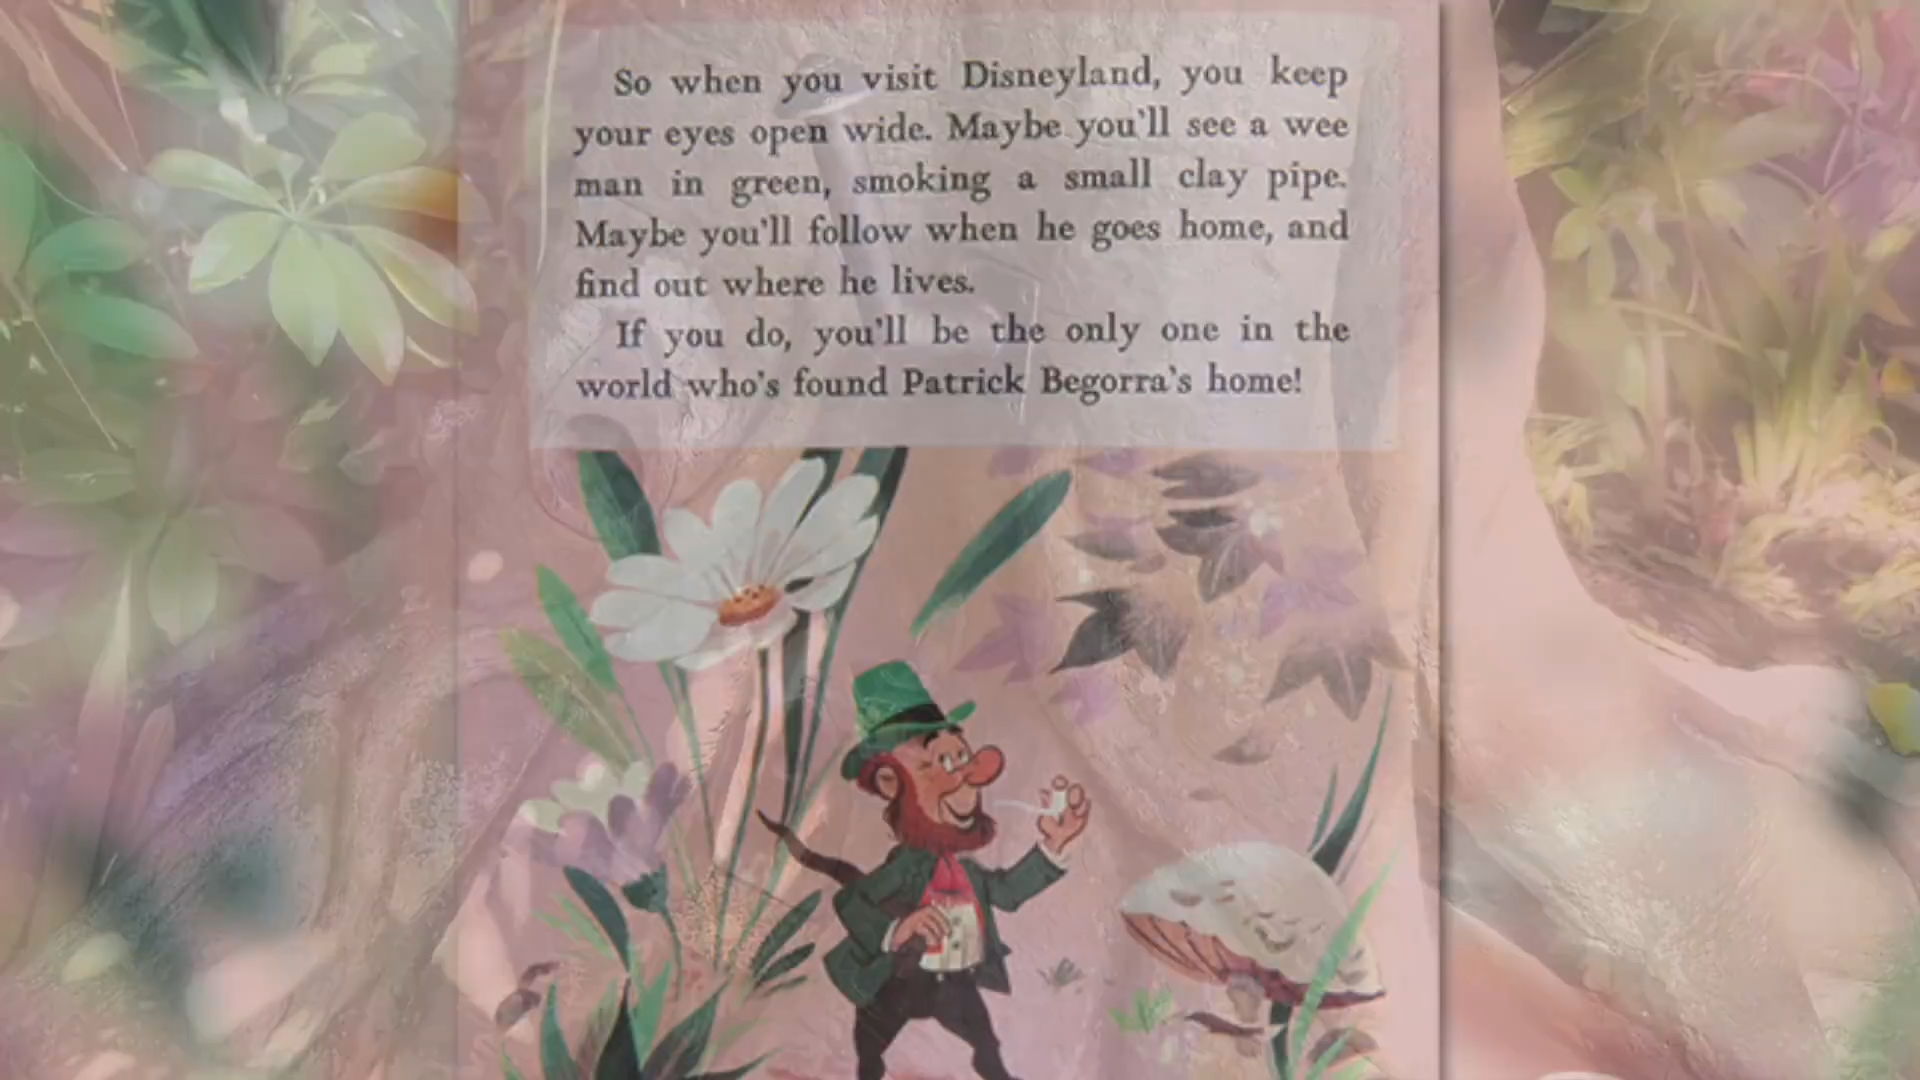 So when you visit Disneyland, you keep
your eyes open wide. Maybe you'll see a wee
man in green, smoking a small clay pipe.
Maybe you'll follow when he goes home, and
find out where he lives.
If you do, you'll be the only one in the
world who's found Patrick Begorra's home!